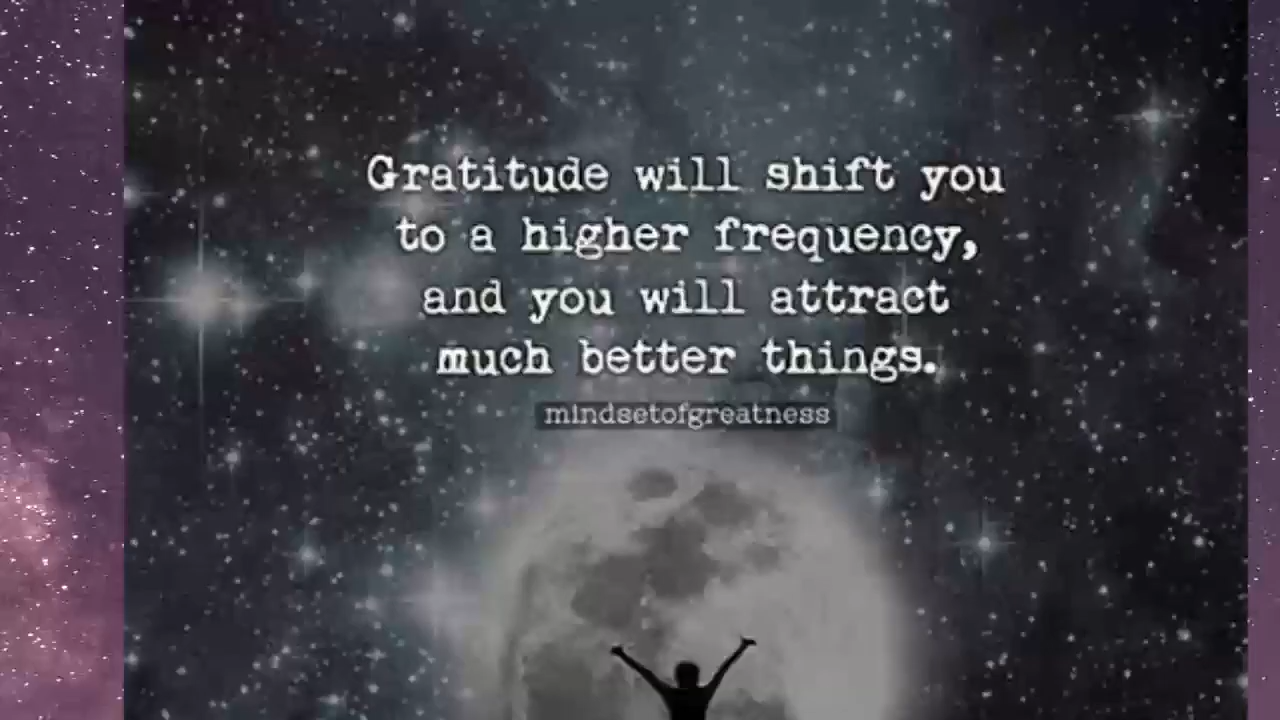 Gratitude will shift you
to a higher frequency,
and you will attract
much better things.
mindsetofgreatness